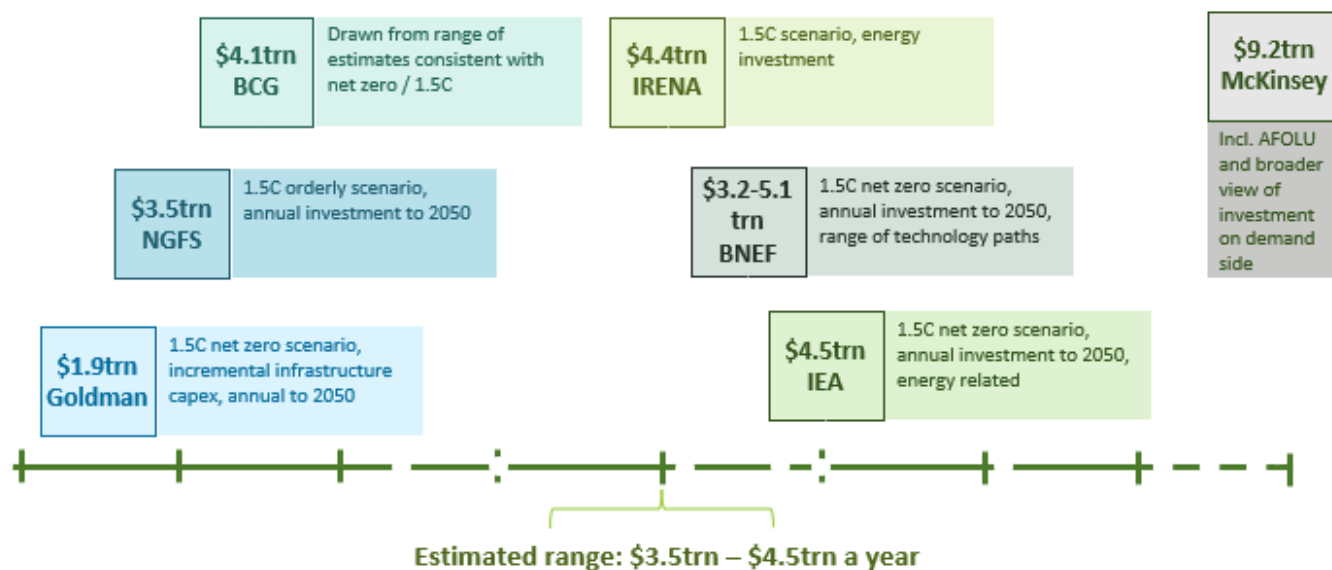 $4.1trn
BCG
Drawn from range of
estimates consistent with
net zero / 1.5C
$4.4trn
IRENA
1.5C scenario, energy
investment
$9.2trn
McKinsey
Incl. AFOLU
and broader
view of
investment
on demand
side
$3.5trn
NGFS
1.5C orderly scenario,
annual investment to 2050
$3.2-5.1
trn
BNEF
1.5C net zero scenario,
annual investment to 2050,
range of technology paths
$1.9trn
Goldman
1.5C net zero scenario,
incremental infrastructure
capex, annual to 2050
$4.5trn
IEA
1.5C net zero scenario,
annual investment to 2050,
energy related
Estimated range: $3.5trn – $4.5trn a year